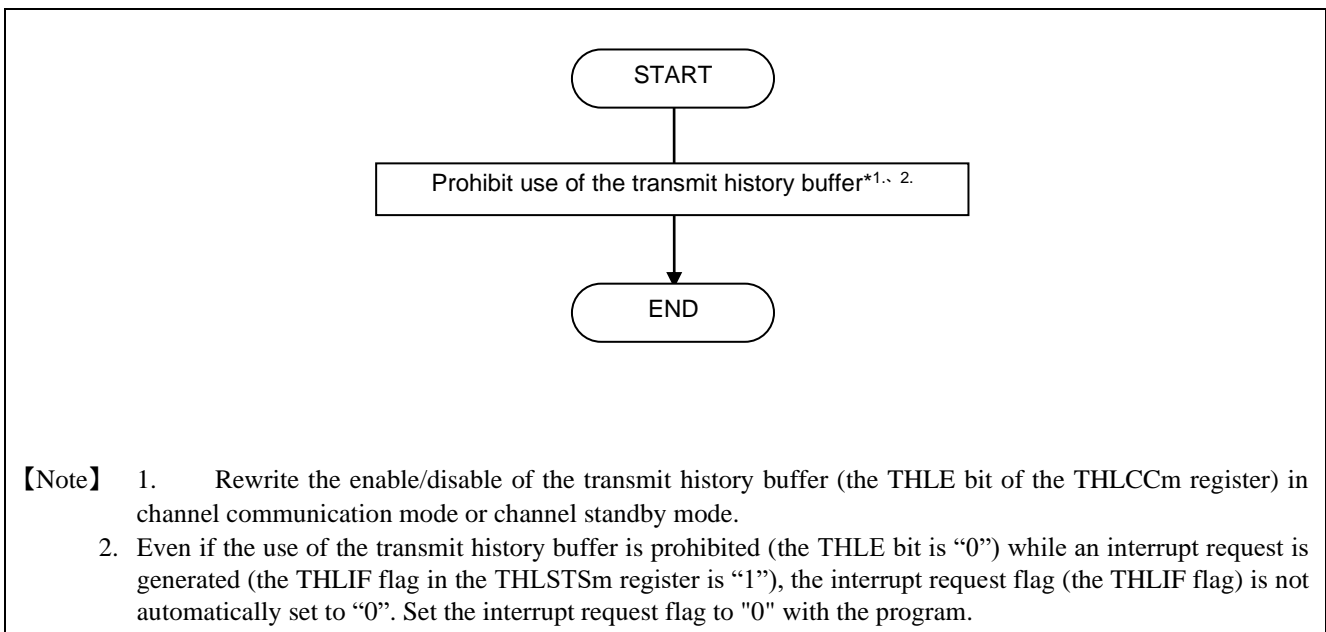 START
Prohibit use of the transmit history buffer*1.、2.
END
【Note】 1. Rewrite the enable/disable of the transmit history buffer (the THLE bit of the THLCCm register) in
channel communication mode or channel standby mode.
2. Even if the use of the transmit history buffer is prohibited (the THLE bit is “0”) while an interrupt request is
generated (the THLIF flag in the THLSTSm register is “1”), the interrupt request flag (the THLIF flag) is not
automatically set to “0”. Set the interrupt request flag to "0" with the program.